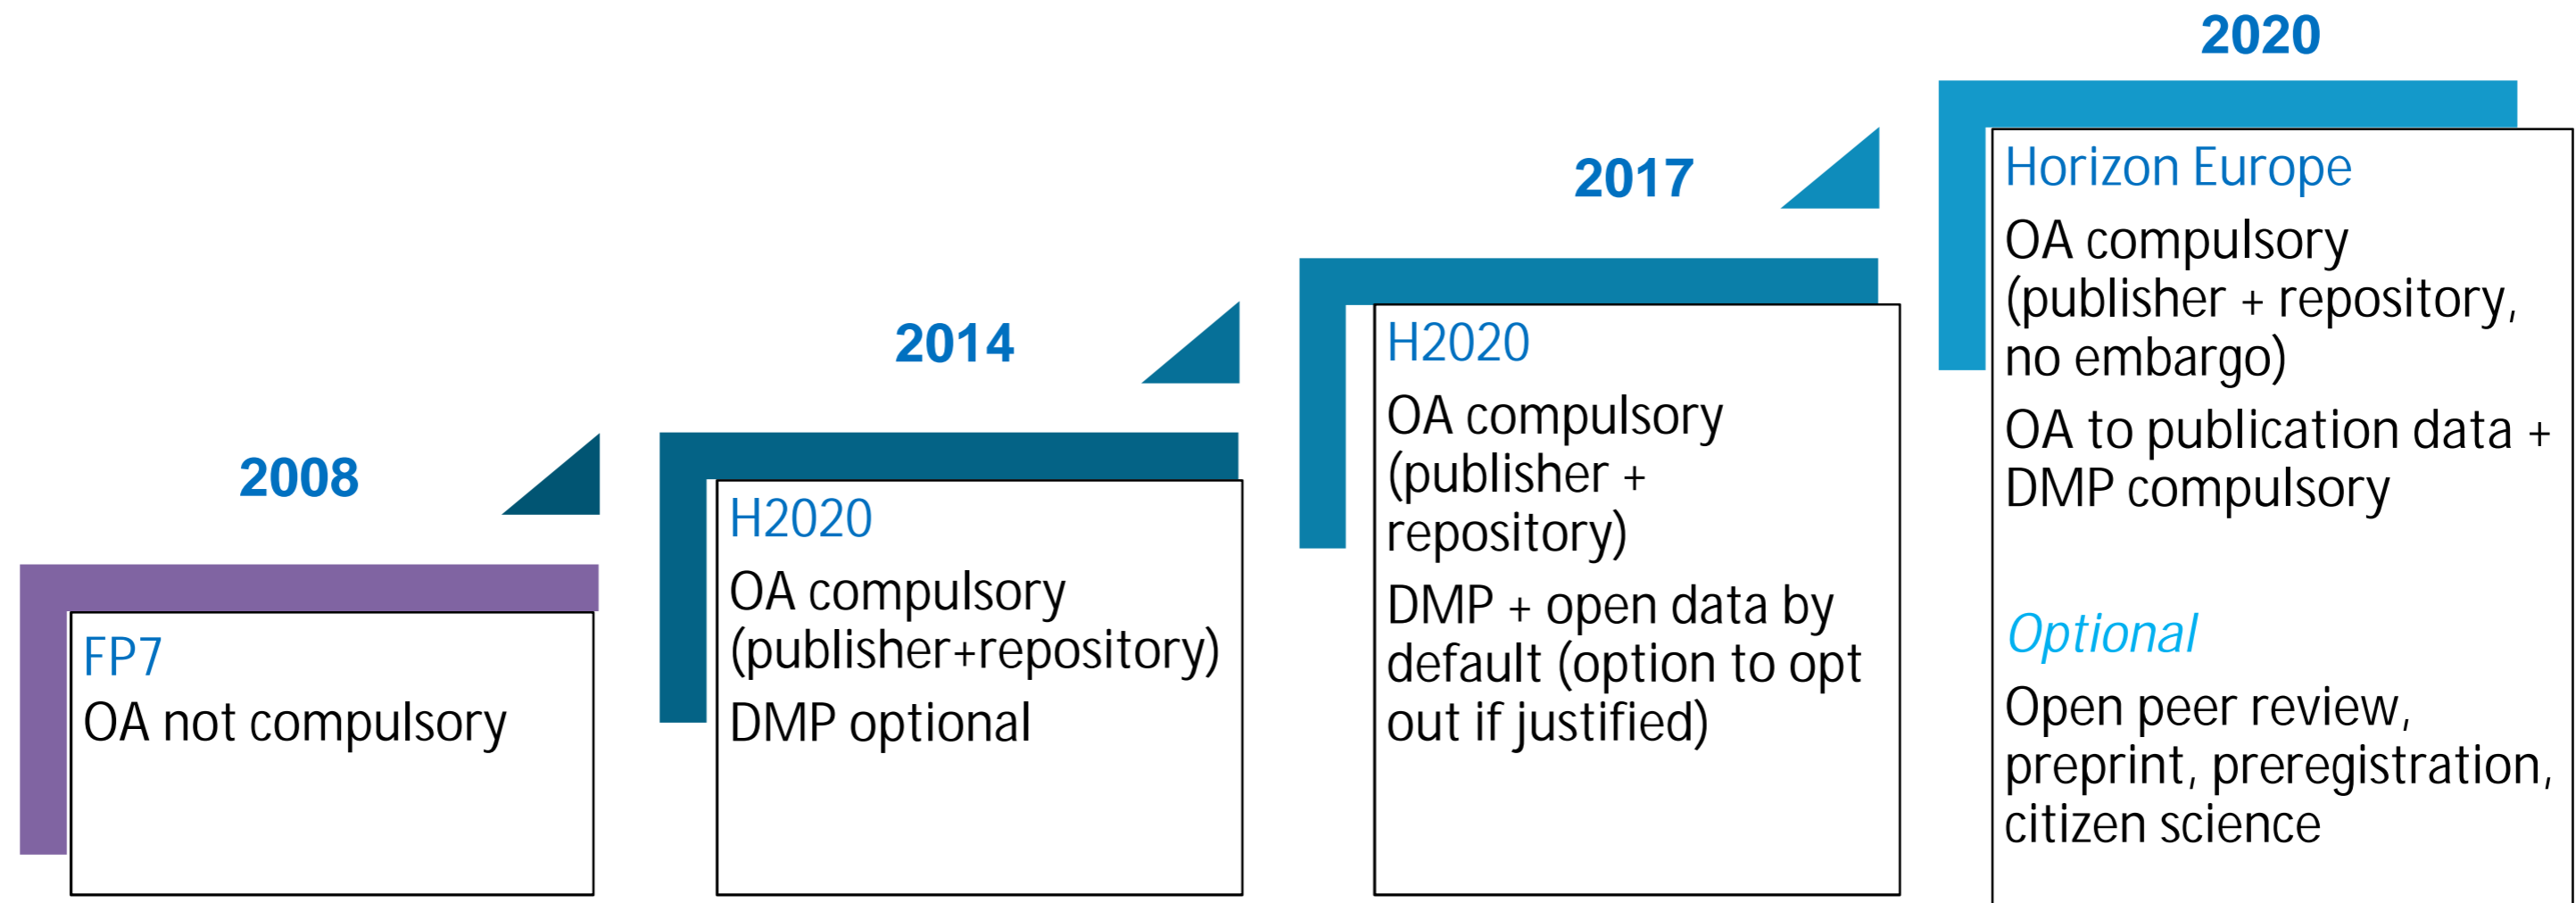 2008
FP7
OA not compulsory
2014
H2020
OA compulsory
(publisher+repository)
DMP optional
2017
H2020
OA compulsory
(publisher +
repository)
DMP + open data by
default (option to opt
out if justified)
2020
Horizon Europe
OA compulsory
(publisher + repository,
no embargo)
OA to publication data +
DMP compulsory
Optional
Open peer review,
preprint, preregistration,
citizen science